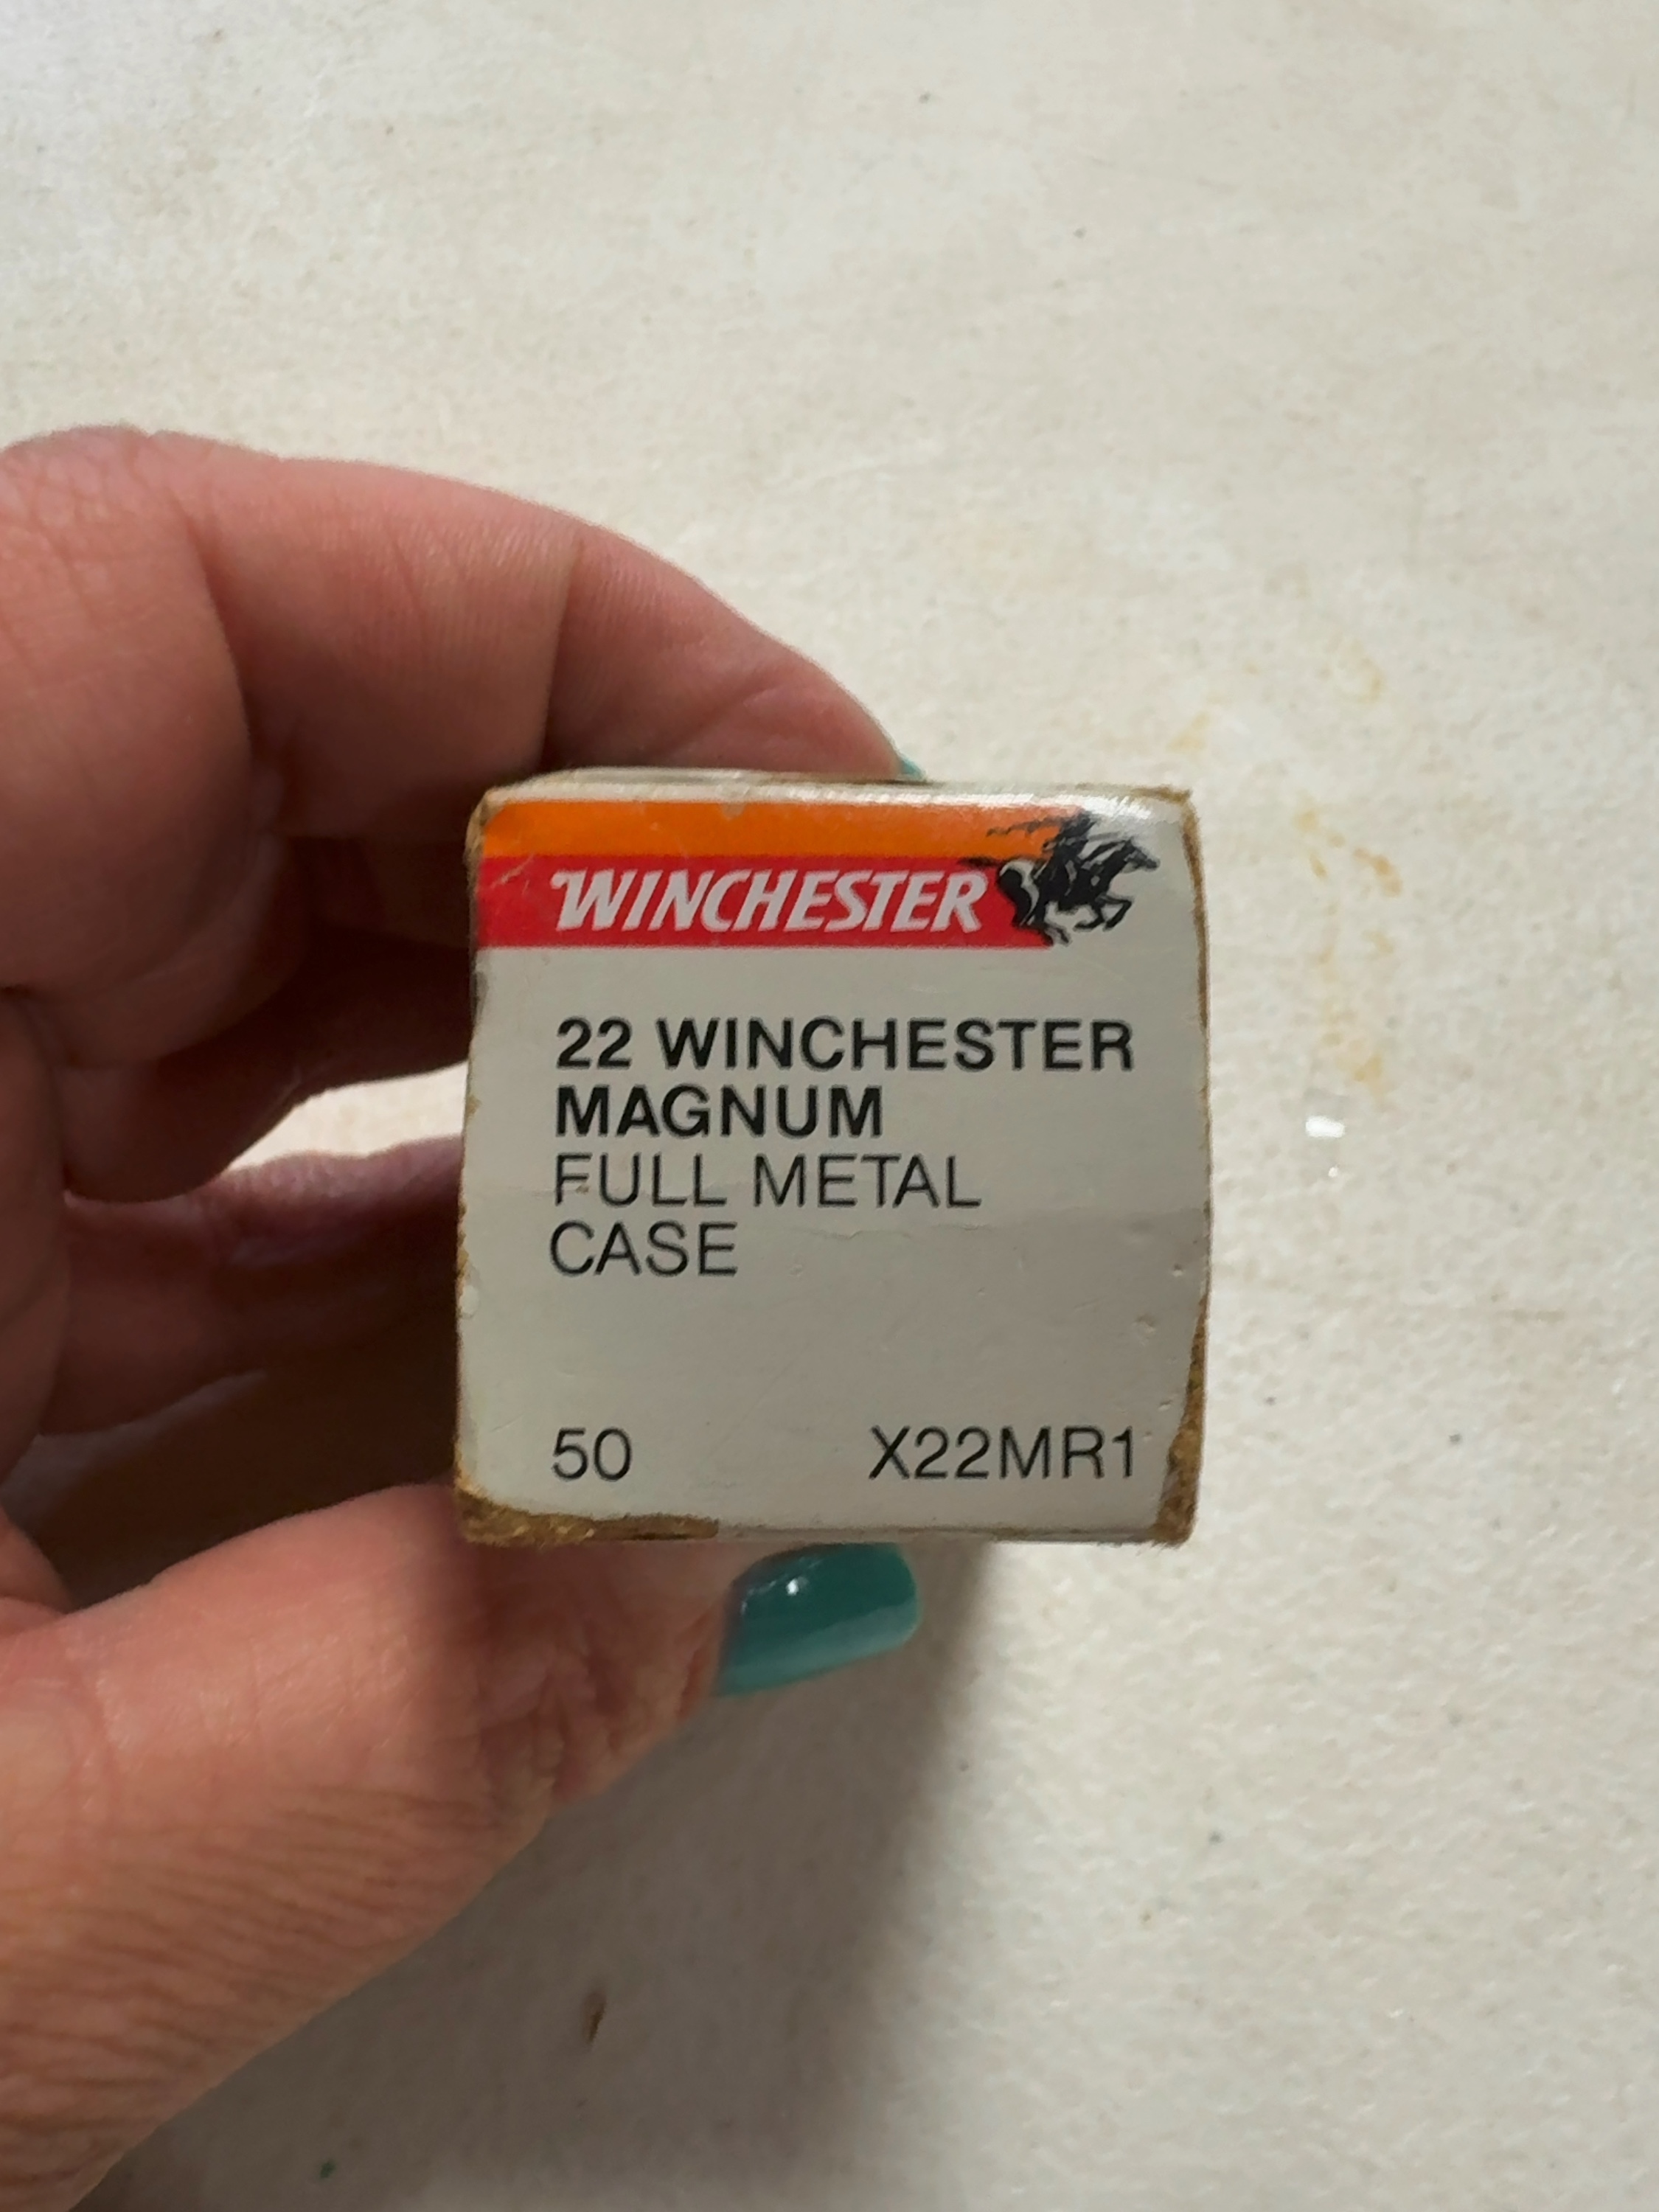 WINCHESTER
22 WINCHESTER
MAGNUM
FULL METAL
CASE
50 X22MR1